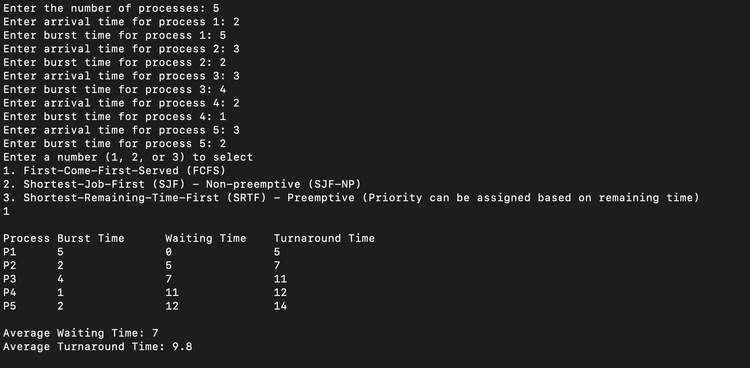 Enter the number of processes: 5
Enter arrival time for process 1: 2
Enter burst time for process 1: 5
Enter arrival time for process 2: 3
Enter burst time for process 2: 2
Enter arrival time for process 3: 3
Enter burst time for process 3: 4
Enter arrival time for process 4: 2
Enter burst time for process 4: 1
Enter arrival time for process 5: 3
Enter burst time for process 5: 2
Enter a number (1, 2, or 3) to select
1. First-Come-First-Served (FCFS)
2. Shortest-Job-First (SJF) - Non-preemptive (SJF-NP)
3. Shortest-Remaining-Time-First (SRTF) - Preemptive (Priority can be assigned based on remaining time)
1
Process Burst Time Waiting Time Turnaround Time
P1 5 0 5
P2 2 5 7
P3 4 7 11
P4 1 11 12
P5 2 12 14
Average Waiting Time: 7
Average Turnaround Time: 9.8